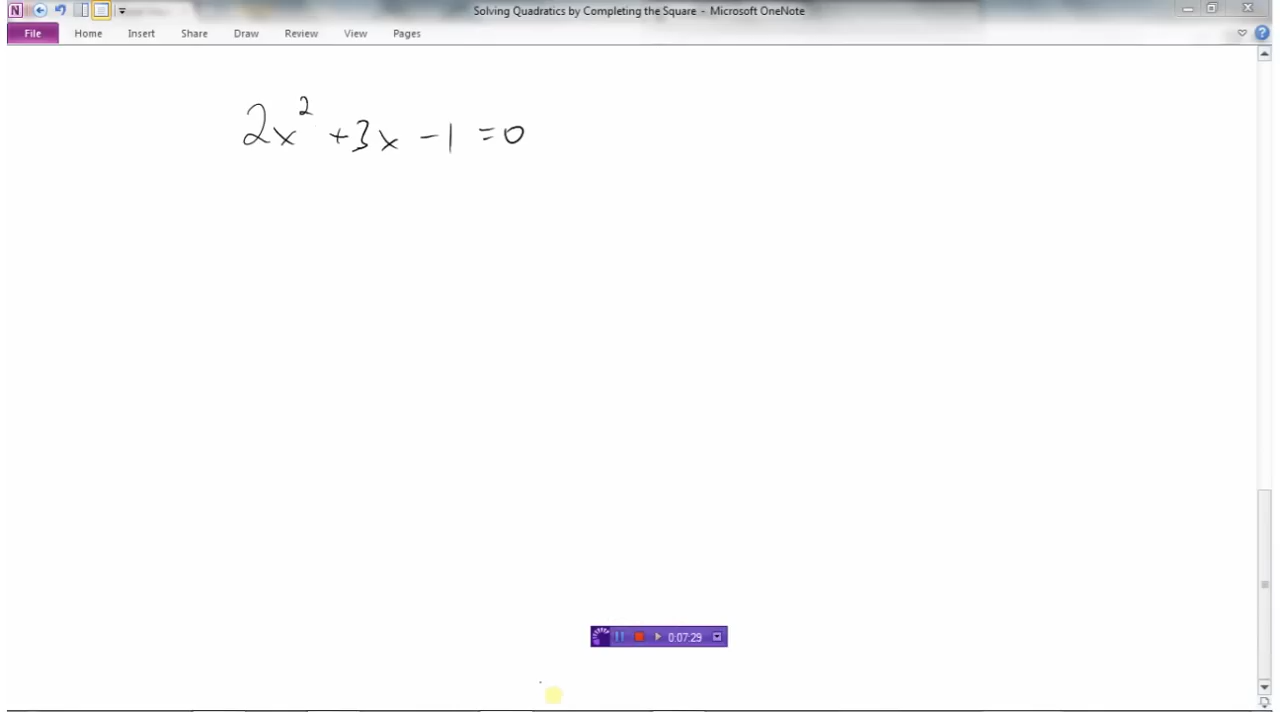 Solving Quadratics by Completing the Square - Microsoft OneNote
File Home Insert Share Draw Review View Pages
2x² +3x -1 =0
0:07:29